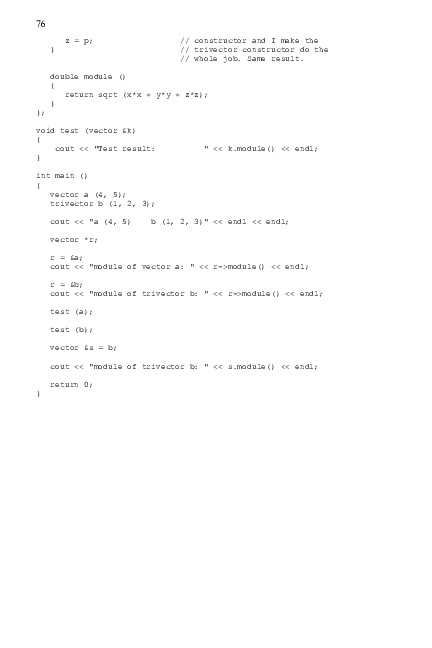 76
z = p;                    // constructor and I make the
}                          // trivector constructor do the
// whole job. Same result.
double module ()
{
return sqrt (x*x + y*y + z*z);
}
};
void test (vector &k)
{
cout << "Test result:          " << k.module() << endl;
}
int main ()
{
vector a (4, 5);
trivector b (1, 2, 3);
cout << "a (4, 5)    b (1, 2, 3)" << endl << endl;
vector *r;
r = &a;
cout << "module of vector a: " << r->module() << endl;
r = &b;
cout << "module of trivector b: " << r->module() << endl;
test (a);
test (b);
vector &s = b;
cout << "module of trivector b: " << s.module() << endl;
return 0;
}